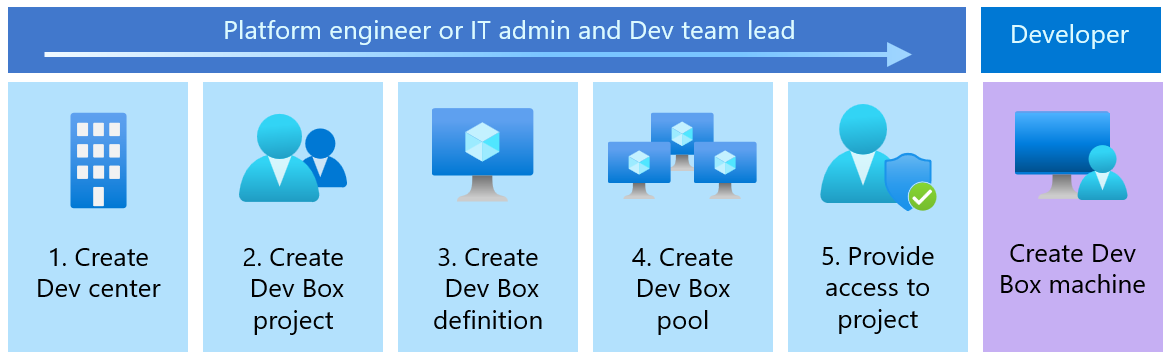 Platform engineer or IT admin and Dev team lead
Developer
1. Create
Dev center
2. Create
Dev Box
project
3. Create
Dev Box
definition
4. Create
Dev Box
pool
5. Provide
access to
project
Create Dev
Box machine